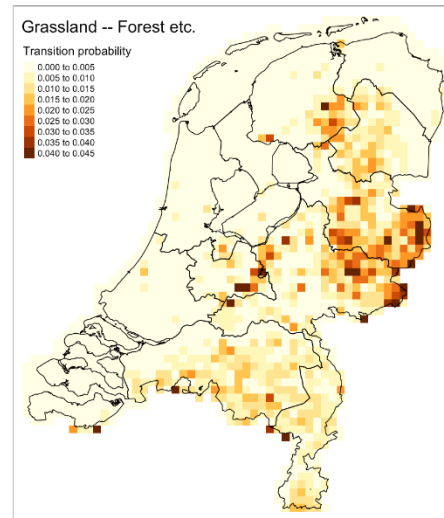 Grassland -- Forest etc.
Transition probability
0.000 to 0.005
0.005 to 0.010
0.010 to 0.015
0.015 to 0.020
0.020 to 0.025
0.025 to 0.030
0.030 to 0.035
0.035 to 0.040
0.040 to 0.045